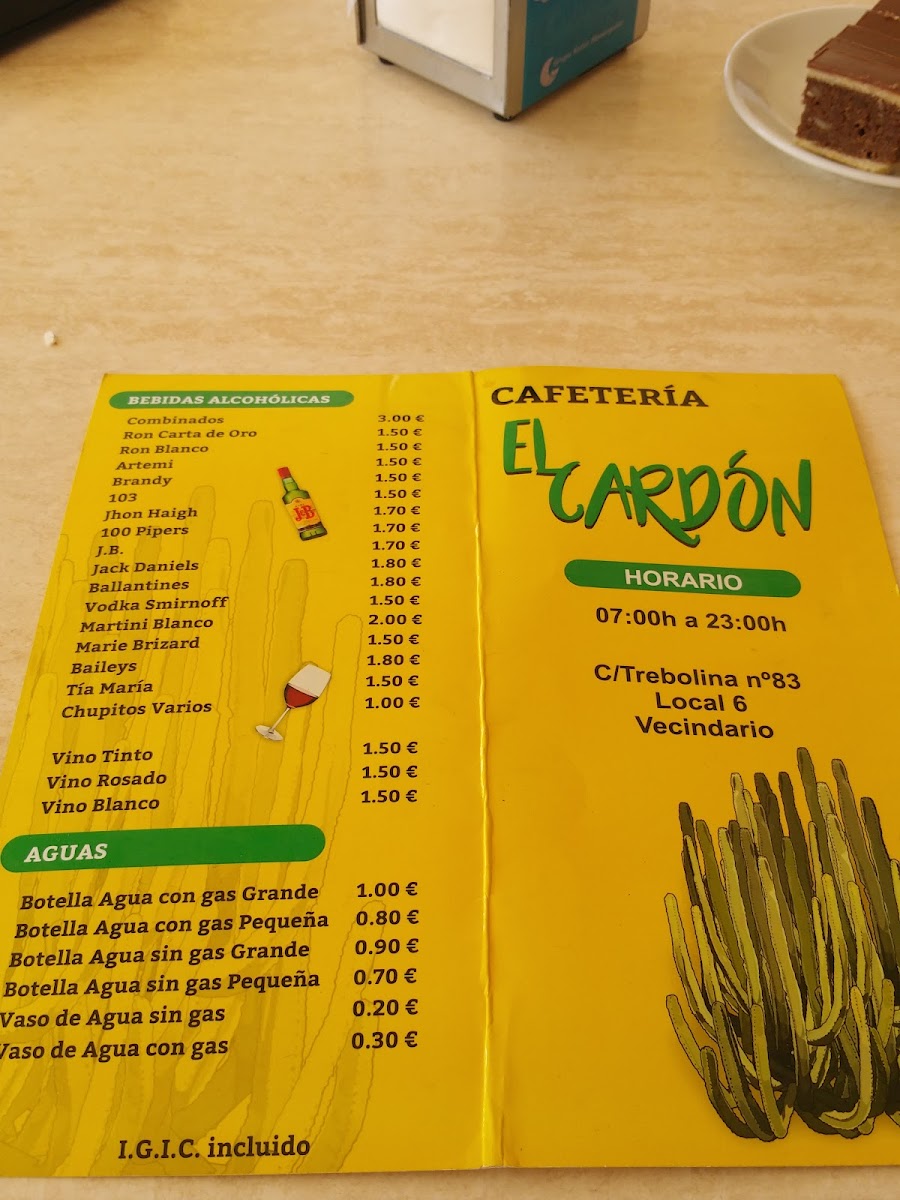 BEBIDAS ALCOHÓLICAS
Combinados 3.00 €
Ron Carta de Oro 1.50 €
Ron Blanco 1.50 €
Artemi 1.50 €
Brandy 1.50 €
103 1.50 €
Jhon Haigh 1.70 €
100 Pipers 1.70 €
J.B. 1.70 €
Jack Daniels 1.80 €
Ballantines 1.80 €
Vodka Smirnoff 1.50 €
Martini Blanco 2.00 €
Marie Brizard 1.50 €
Baileys 1.80 €
Tía María 1.50 €
Chupitos Varios 1.00 €
Vino Tinto 1.50 €
Vino Rosado 1.50 €
Vino Blanco 1.50 €
J&B
AGUAS
Botella Agua con gas Grande 1.00 €
Botella Agua con gas Pequeña 0.80 €
Botella Agua sin gas Grande 0.90 €
Botella Agua sin gas Pequeña 0.70 €
Vaso de Agua sin gas 0.20 €
Vaso de Agua con gas 0.30 €
I.G.I.C. incluido
CAFETERÍA
EL
CARDÓN
HORARIO
07:00h a 23:00h
C/Trebolina nº83
Local 6
Vecindario